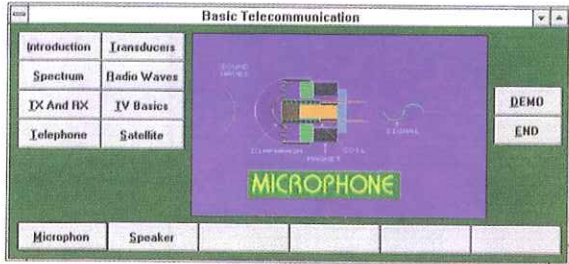 Basic Telecommunication
Introduction
Transducers
Spectrum
Radio Waves
TX And RX
TV Basics
Telephone
Satellite
DEMO
END
SOUND
WAVES
SIGNAL
DIAPHRAGM
COIL
MAGNET
MICROPHONE
Microphon
Speaker